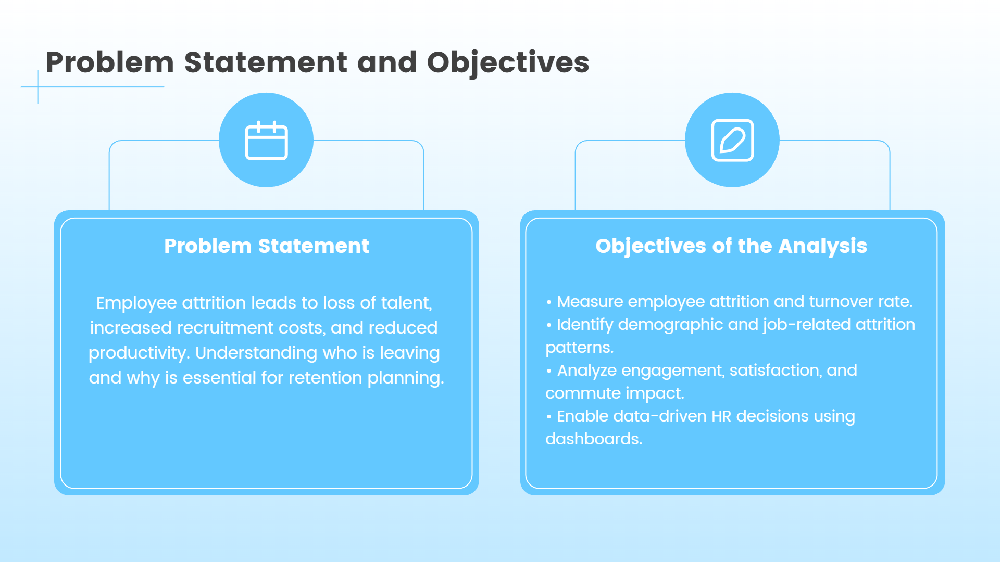 Problem Statement and Objectives
Problem Statement
Employee attrition leads to loss of talent,
increased recruitment costs, and reduced
productivity. Understanding who is leaving
and why is essential for retention planning.
Objectives of the Analysis
• Measure employee attrition and turnover rate.
• Identify demographic and job-related attrition
patterns.
• Analyze engagement, satisfaction, and
commute impact.
• Enable data-driven HR decisions using
dashboards.